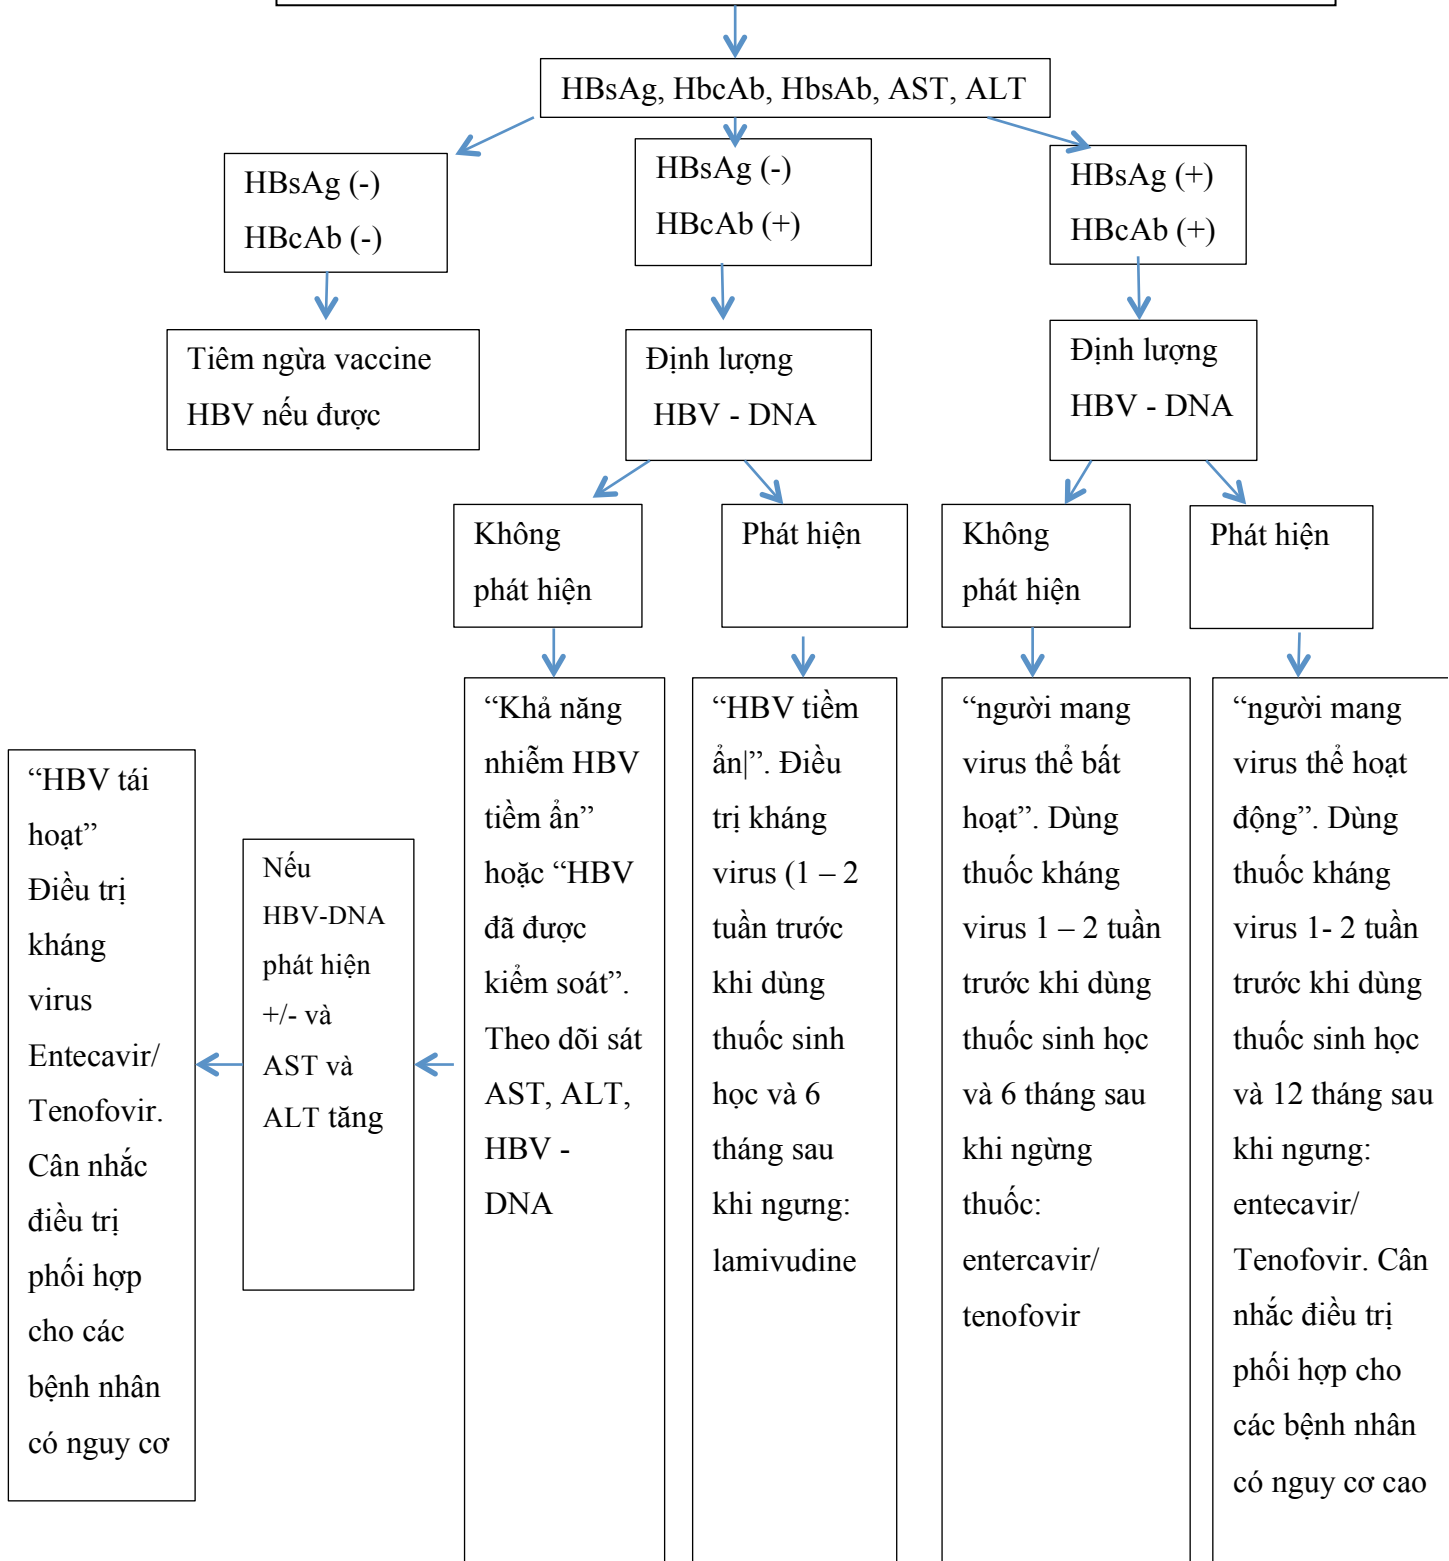 HBsAg, HbcAb, HbsAb, AST, ALT
HBsAg (-)
HBcAb (-)
HBsAg (-)
HBcAb (+)
HBsAg (+)
HBcAb (+)
Tiêm ngừa vaccine
HBV nếu được
Định lượng
HBV - DNA
Định lượng
HBV - DNA
Không
phát hiện
Phát hiện
Không
phát hiện
Phát hiện
“HBV tái
hoạt”
Điều trị
kháng
virus
Entecavir/
Tenofovir.
Cân nhắc
điều trị
phối hợp
cho các
bệnh nhân
có nguy cơ
Nếu
HBV-DNA
phát hiện
+/- và
AST và
ALT tăng
“Khả năng
nhiễm HBV
tiềm ẩn”
hoặc “HBV
đã được
kiểm soát”.
Theo dõi sát
AST, ALT,
HBV -
DNA
“HBV tiềm
ẩn|”. Điều
trị kháng
virus (1 – 2
tuần trước
khi dùng
thuốc sinh
học và 6
tháng sau
khi ngưng:
lamivudine
“người mang
virus thể bất
hoạt”. Dùng
thuốc kháng
virus 1 – 2 tuần
trước khi dùng
thuốc sinh học
và 6 tháng sau
khi ngừng
thuốc:
entercavir/
tenofovir
“người mang
virus thể hoạt
động”. Dùng
thuốc kháng
virus 1- 2 tuần
trước khi dùng
thuốc sinh học
và 12 tháng sau
khi ngưng:
entecavir/
Tenofovir. Cân
nhắc điều trị
phối hợp cho
các bệnh nhân
có nguy cơ cao